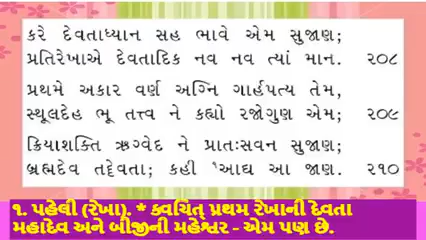 કરે દેવતાધ્યાન સહ ભાવે એમ સુજાણ;
પ્રતિરેખાએ દેવતાદિક નવ નવ ત્યાં માન. ૨૦૮
પ્રથમે અકાર વર્ણ અગ્નિ ગાર્હપત્ય તેમ,
સ્થૂલદેહ ભૂ તત્ત્વ ને કહ્યો રજોગુણ એમ; ૨૦૯
ક્રિયાશક્તિ ઋગ્વેદ ને પ્રાતઃસવન સુજાણ;
બ્રહ્મદેવ તદ્દેવતા; કહી ૧આદ્ય આ જાણ. ૨૧૦
૧. પહેલી (રેખા). * ક્વચિત્ પ્રથમ રેખાની દેવતા
મહાદેવ અને બીજીની મહેશ્વર - એમ પણ છે.